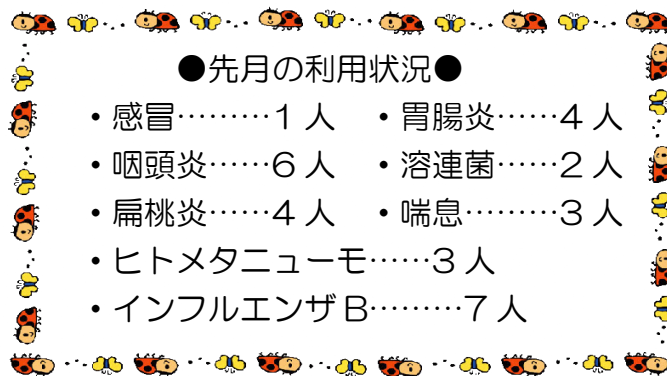 ●先月の利用状況●
・感冒………1人 ・胃腸炎……4人
・咽頭炎……6人 ・溶連菌……2人
・扁桃炎……4人 ・喘息………3人
・ヒトメタニューモ……3人
・インフルエンザB………7人